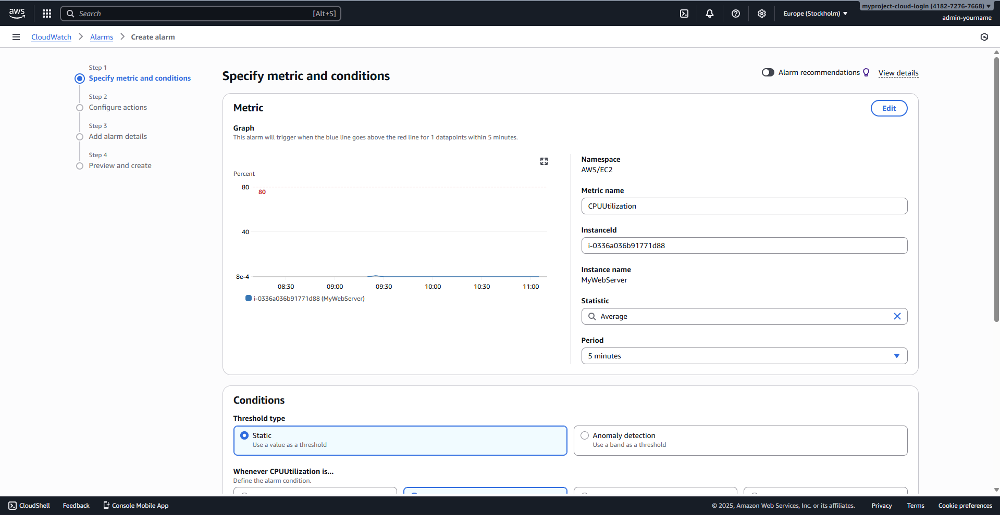 aws
Search [Alt+S]
Europe (Stockholm)
myproject-cloud-login (4182-7276-7668)
admin-yourname
CloudWatch
Alarms
Create alarm
Step 1
Specify metric and conditions
Step 2
Configure actions
Step 3
Add alarm details
Step 4
Preview and create
Specify metric and conditions
Alarm recommendations
View details
Metric
Edit
Graph
This alarm will trigger when the blue line goes above the red line for 1 datapoints within 5 minutes.
Percent
80
80
40
8e-4
08:30 09:00 09:30 10:00 10:30 11:00
i-0336a036b91771d88 (MyWebServer)
Namespace
AWS/EC2
Metric name
CPUUtilization
InstanceId
i-0336a036b91771d88
Instance name
MyWebServer
Statistic
Average
Period
5 minutes
Conditions
Threshold type
Static
Use a value as a threshold
Anomaly detection
Use a band as a threshold
Whenever CPUUtilization is...
Define the alarm condition.
CloudShell
Feedback
Console Mobile App
© 2025, Amazon Web Services, Inc. or its affiliates.
Privacy
Terms
Cookie preferences